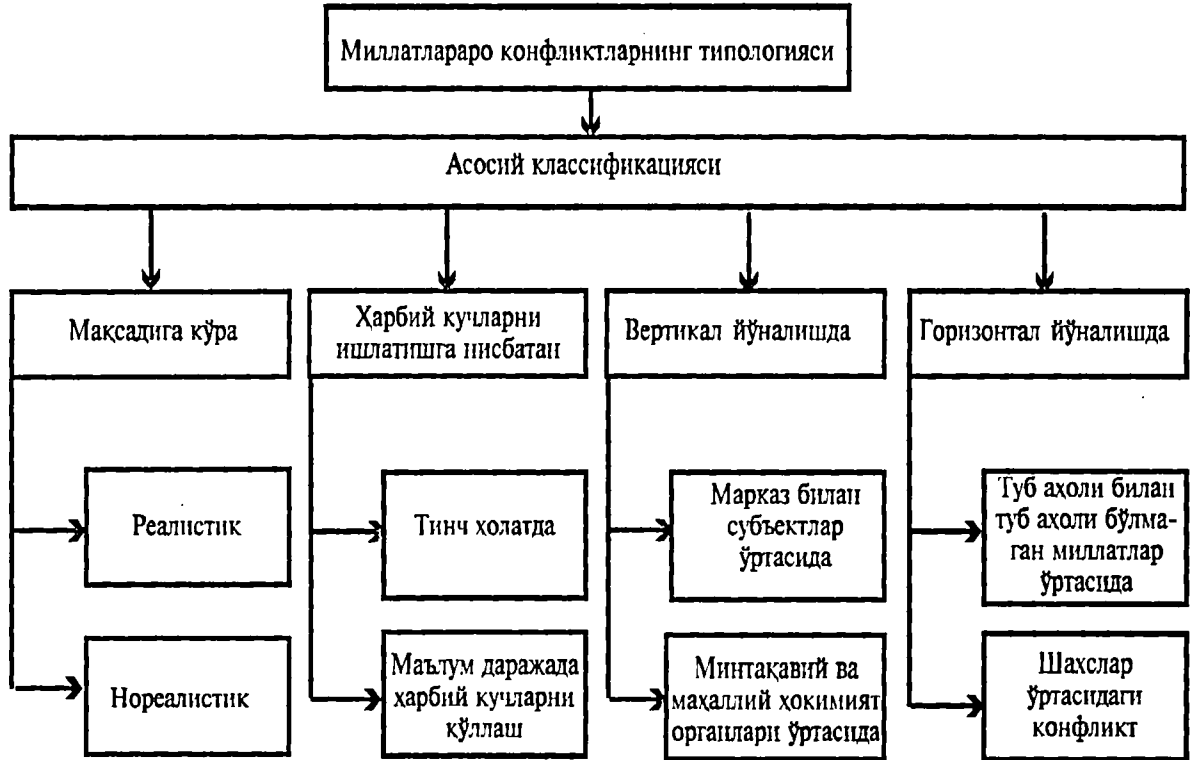 Миллатлараро конфликтларнинг типологияси
Асосий классификацияси
Мақсадига кўра
Ҳарбий кучларни
ишлатишга нисбатан
Вертикал йўналишда
Горизонтал йўналишда
Реалистик
Тинч холатда
Марказ билан
субъектлар
ўртасида
Туб аҳоли билан
туб аҳоли бўлма-
ган миллатлар
ўртасида
Нореалистик
Маълум даражада
ҳарбий кучларни
қўллаш
Минтақавий ва
маҳаллий ҳокимият
органлари ўртасида
Шахслар
ўртасидаги
конфликт